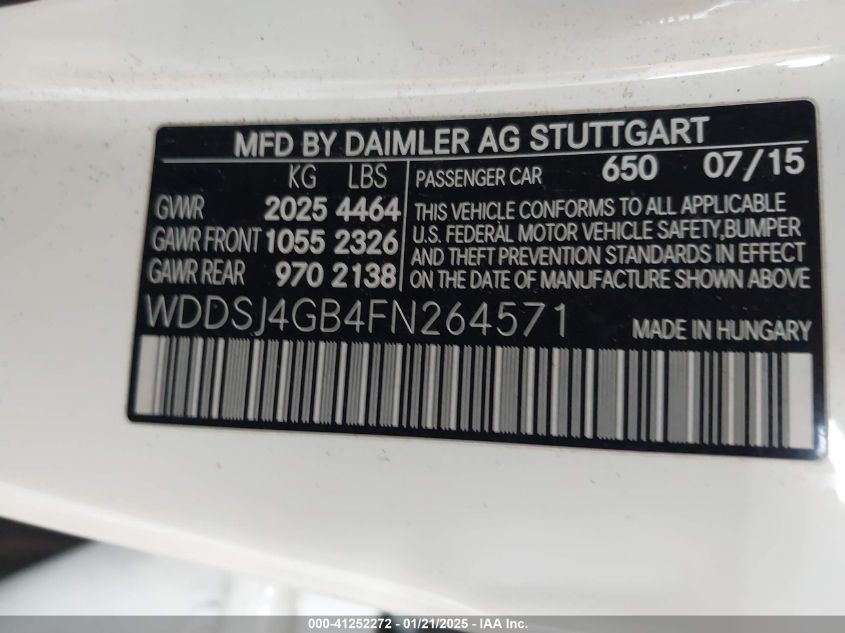 MFD BY DAIMLER AG STUTTGART
KG LBS
GVWR 2025 4464
GAWR FRONT 1055 2326
GAWR REAR 970 2138
PASSENGER CAR 650 07/15
THIS VEHICLE CONFORMS TO ALL APPLICABLE
U.S. FEDERAL MOTOR VEHICLE SAFETY,BUMPER
AND THEFT PREVENTION STANDARDS IN EFFECT
ON THE DATE OF MANUFACTURE SHOWN ABOVE
WDDSJ4GB4FN264571 MADE IN HUNGARY
000-41252272 - 01/21/2025 - IAA Inc.